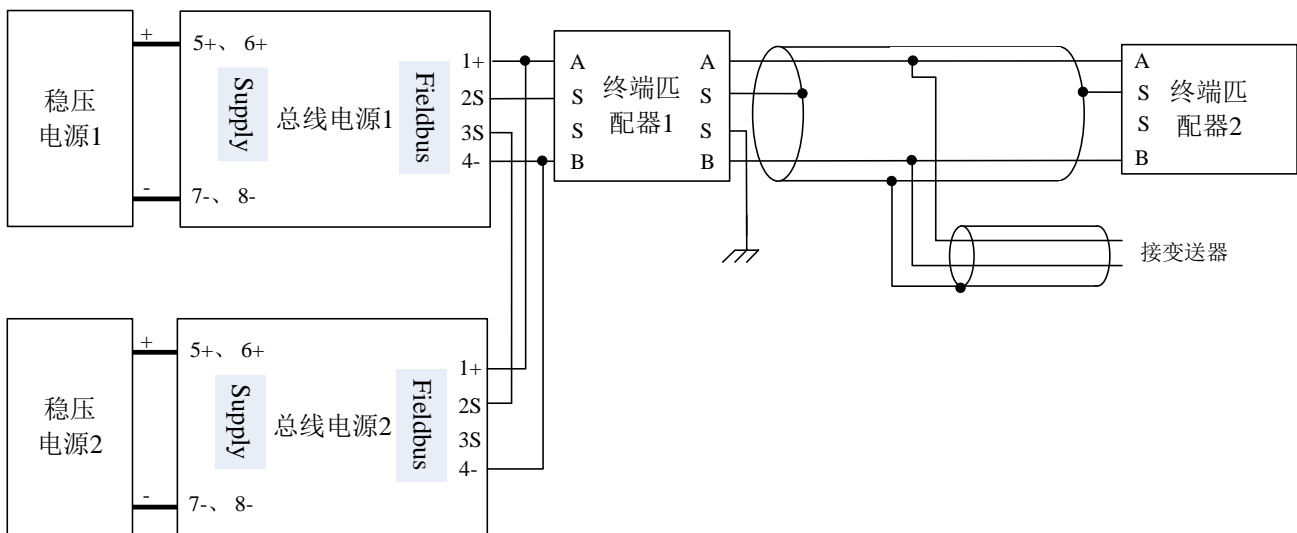 稳压
电源1
+
-
5+、 6+
Supply
7-、 8-
总线电源1
Fieldbus
1+
2S
3S
4-
A
S
S
B
终端匹
配器1
A
S
S
B
A
S
S
B
终端匹
配器2
接变送器
稳压
电源2
+
-
5+、 6+
Supply
7-、 8-
总线电源2
Fieldbus
1+
2S
3S
4-